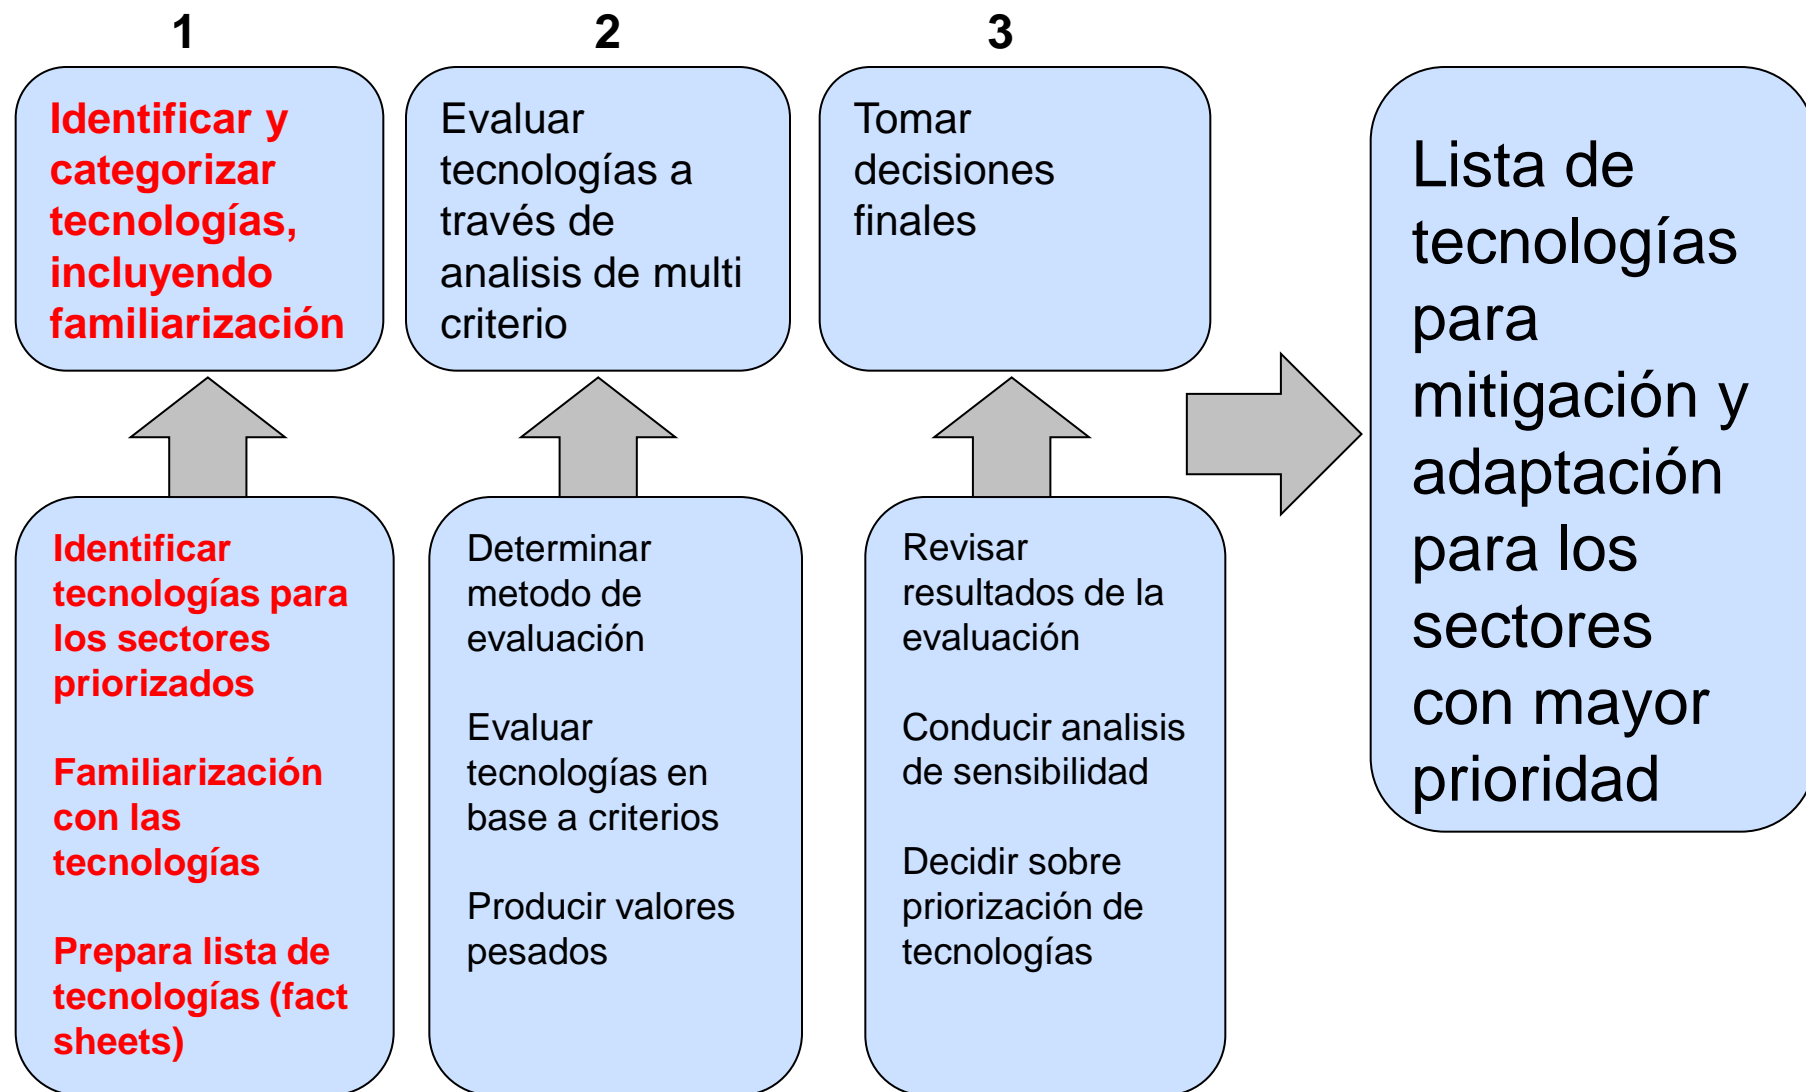 1
Identificar y
categorizar
tecnologías,
incluyendo
familiarización
2
Evaluar
tecnologías a
través de
analisis de multi
criterio
3
Tomar
decisiones
finales
Identificar
tecnologías para
los sectores
priorizados
Familiarización
con las
tecnologías
Prepara lista de
tecnologías (fact
sheets)
Determinar
metodo de
evaluación
Evaluar
tecnologías en
base a criterios
Producir valores
pesados
Revisar
resultados de la
evaluación
Conducir analisis
de sensibilidad
Decidir sobre
priorización de
tecnologías
Lista de
tecnologías
para
mitigación y
adaptación
para los
sectores
con mayor
prioridad